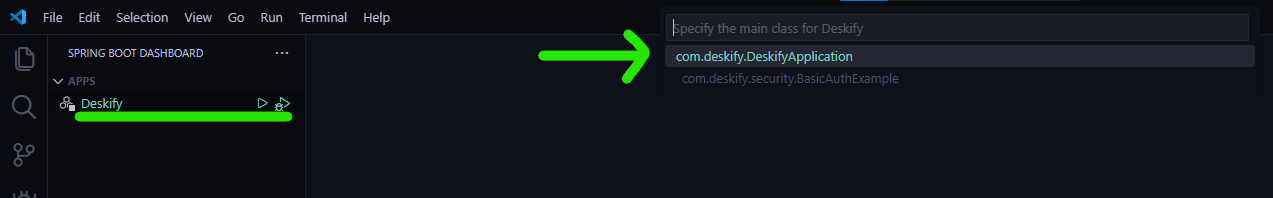 File Edit Selection View Go Run Terminal Help
SPRING BOOT DASHBOARD ...
APPS
Deskify
Specify the main class for Deskify
com.deskify.DeskifyApplication
com.deskify.security.BasicAuthExample